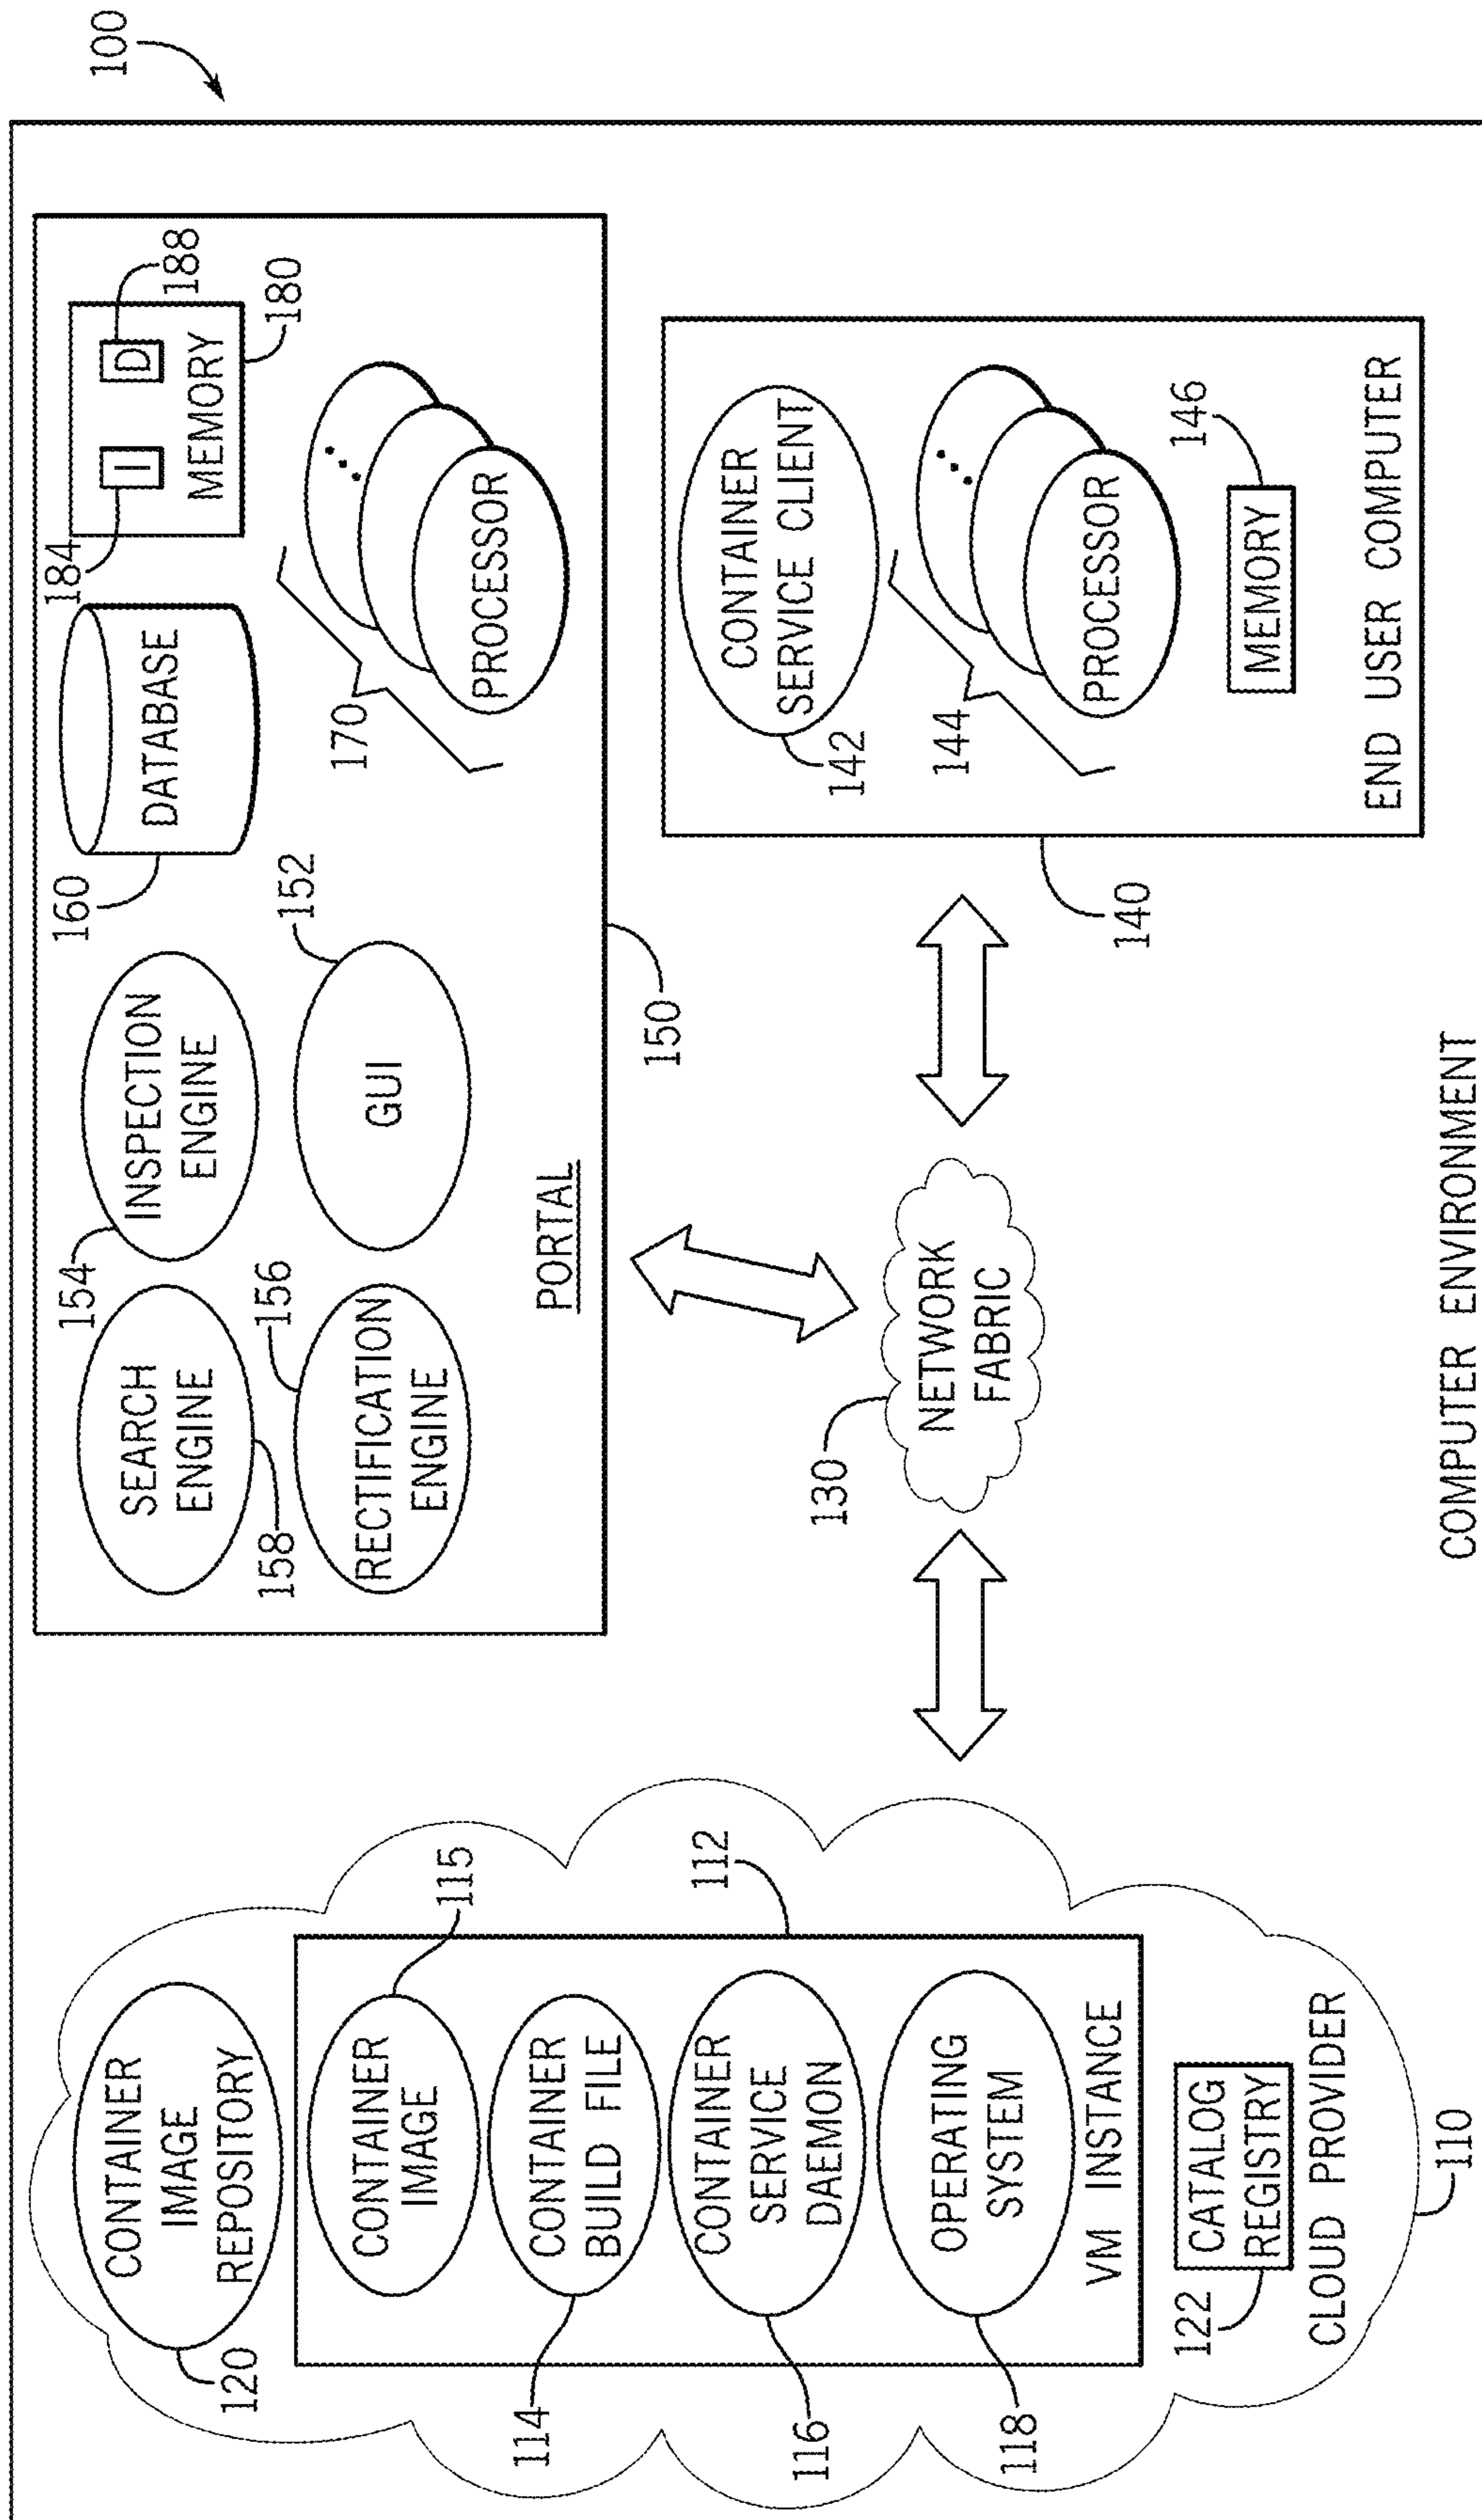 100
CONTAINER
IMAGE
REPOSITORY
120
CONTAINER
IMAGE
115
CONTAINER
BUILD FILE
114
CONTAINER
SERVICE
DAEMON
116
OPERATING
SYSTEM
118
VM INSTANCE
112
CATALOG
REGISTRY
122
CLOUD PROVIDER
110
NETWORK
FABRIC
130
SEARCH
ENGINE
158
INSPECTION
ENGINE
154
RECTIFICATION
ENGINE
156
GUI
152
DATABASE
160
I
184
D
188
MEMORY
180
PROCESSOR
170
PORTAL
150
CONTAINER
SERVICE CLIENT
142
PROCESSOR
144
MEMORY
146
END USER COMPUTER
140
COMPUTER ENVIRONMENT